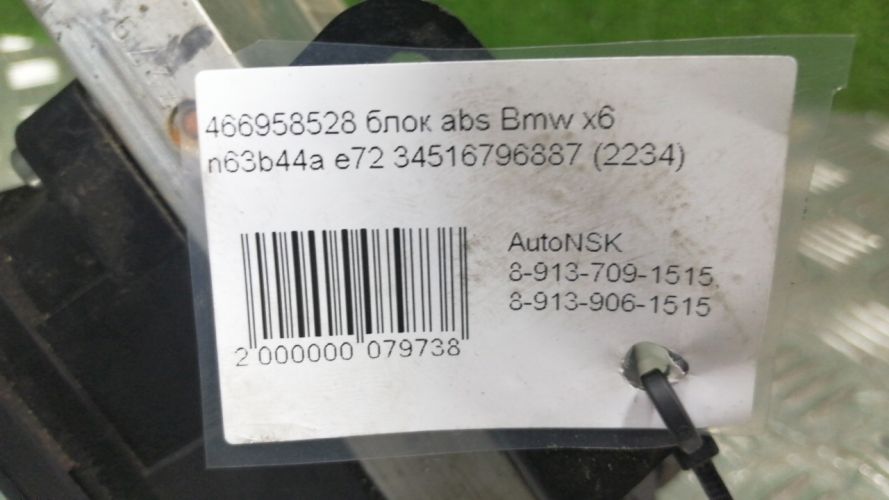 466958528 блок abs Bmw x6
n63b44a e72 34516796887 (2234)
AutoNSK
8-913-709-1515
8-913-906-1515
2 000000 079738